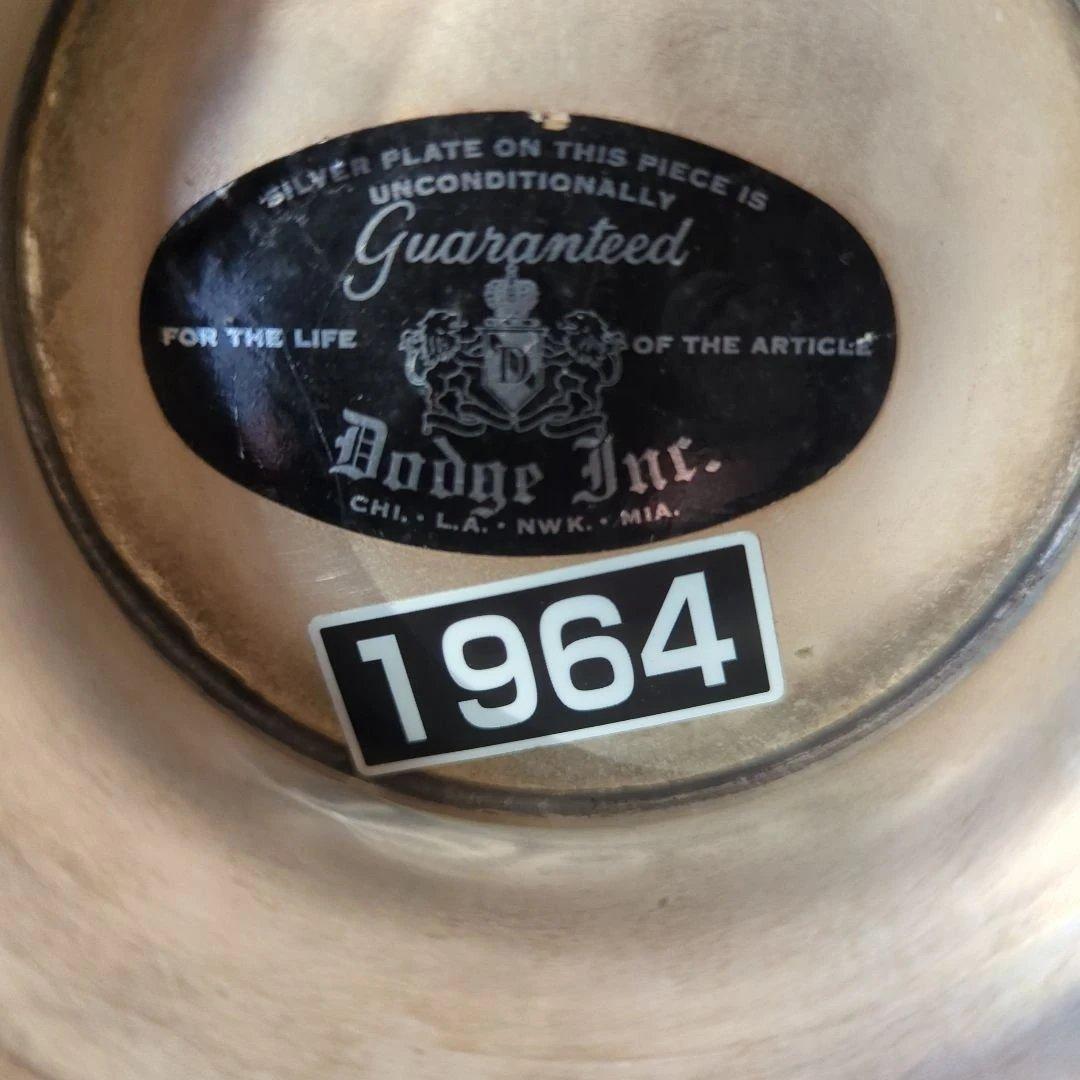 SILVER PLATE ON THIS PIECE IS
UNCONDITIONALLY
Guaranteed
FOR THE LIFE OF THE ARTICLE
D
Dodge Inc.
CHI. · L.A. · NWK. · MIA.
1964